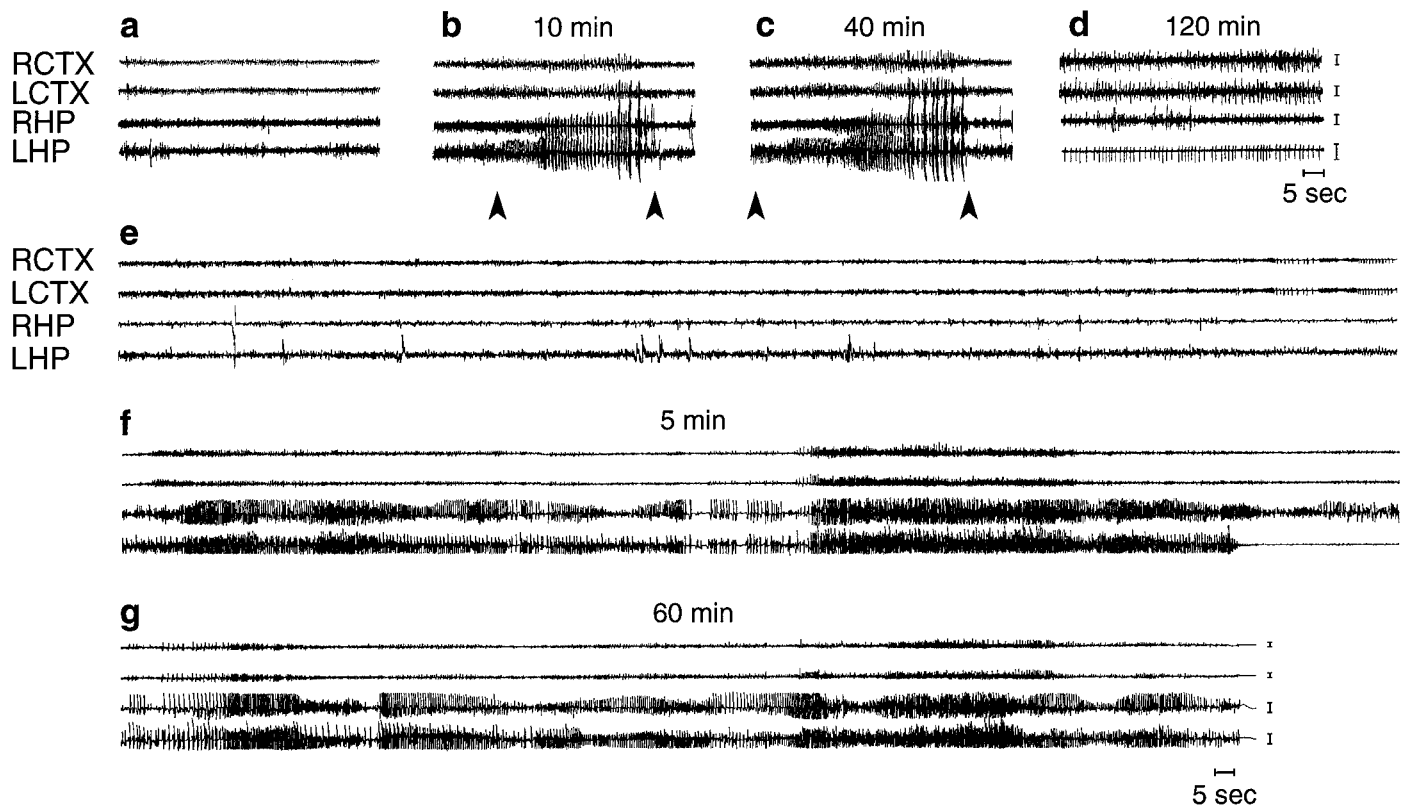 a b 10 min c 40 min d 120 min
RCTX
LCTX
RHP
LHP
5 sec
e
RCTX
LCTX
RHP
LHP
f 5 min
g 60 min
5 sec